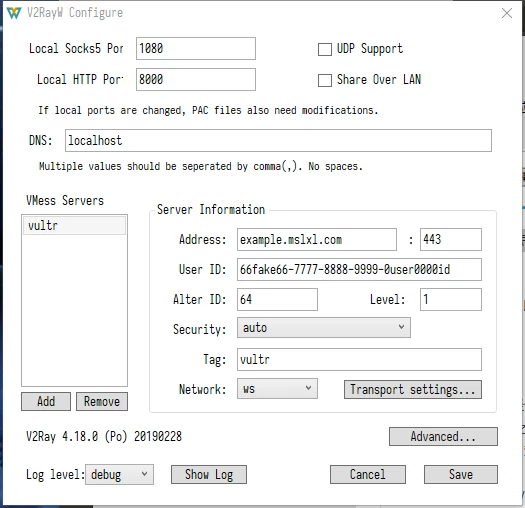 V2RayW Configure
Local Socks5 Por 1080 UDP Support
Local HTTP Por 8000 Share Over LAN
If local ports are changed, PAC files also need modifications.
DNS: localhost
Multiple values should be seperated by comma(,). No spaces.
VMess Servers
vultr
Add Remove
Server Information
Address: example.mslxl.com : 443
User ID: 66fake66-7777-8888-9999-0user0000id
Alter ID: 64 Level: 1
Security: auto
Tag: vultr
Network: ws Transport settings...
V2Ray 4.18.0 (Po) 20190228 Advanced...
Log level: debug Show Log Cancel Save